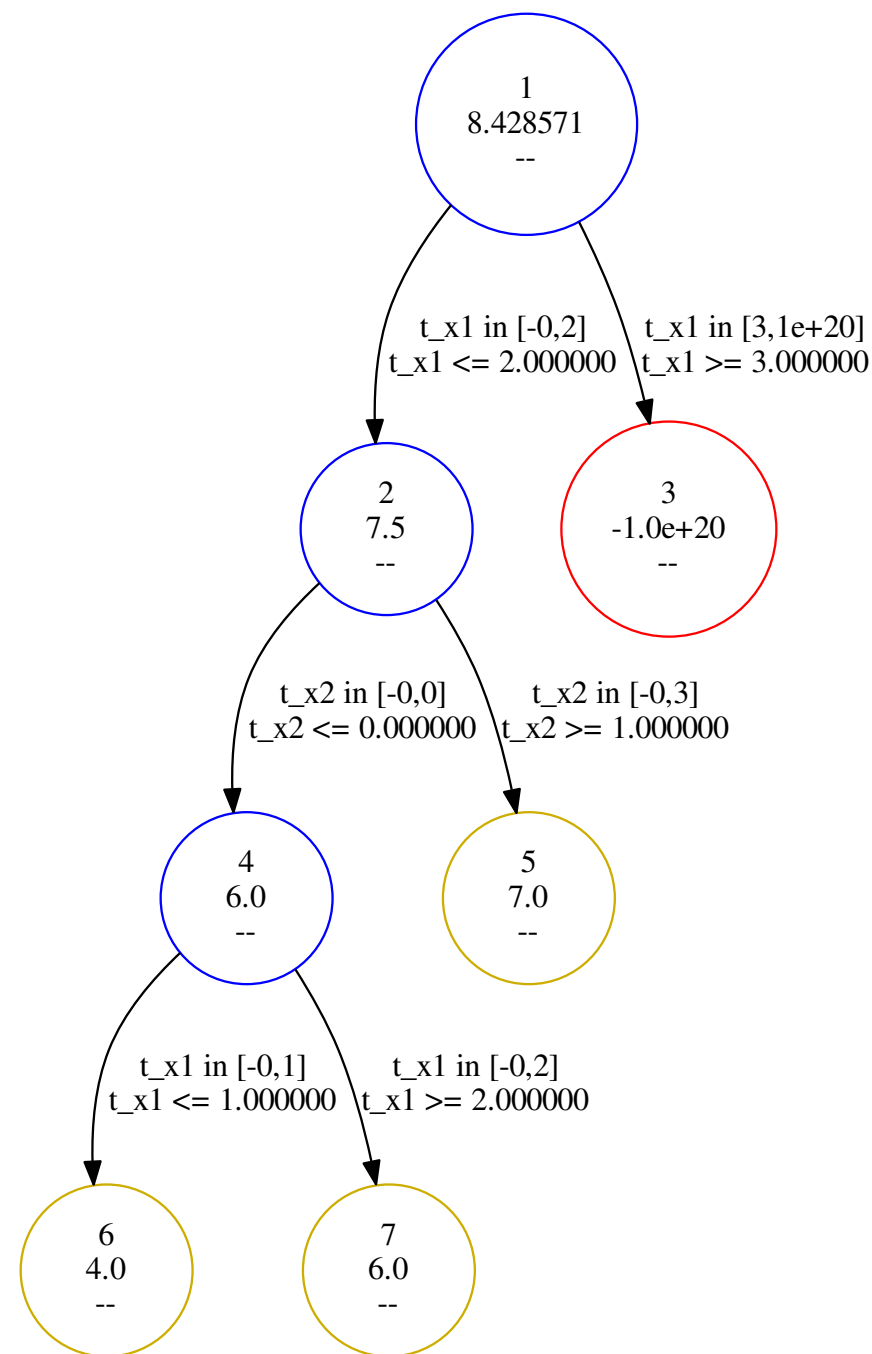 1
8.428571
--
t_x1 in [-0,2]
t_x1 <= 2.000000
t_x1 in [3,1e+20]
t_x1 >= 3.000000
2
7.5
--
3
-1.0e+20
--
t_x2 in [-0,0]
t_x2 <= 0.000000
t_x2 in [-0,3]
t_x2 >= 1.000000
4
6.0
--
5
7.0
--
t_x1 in [-0,1]
t_x1 <= 1.000000
t_x1 in [-0,2]
t_x1 >= 2.000000
6
4.0
--
7
6.0
--